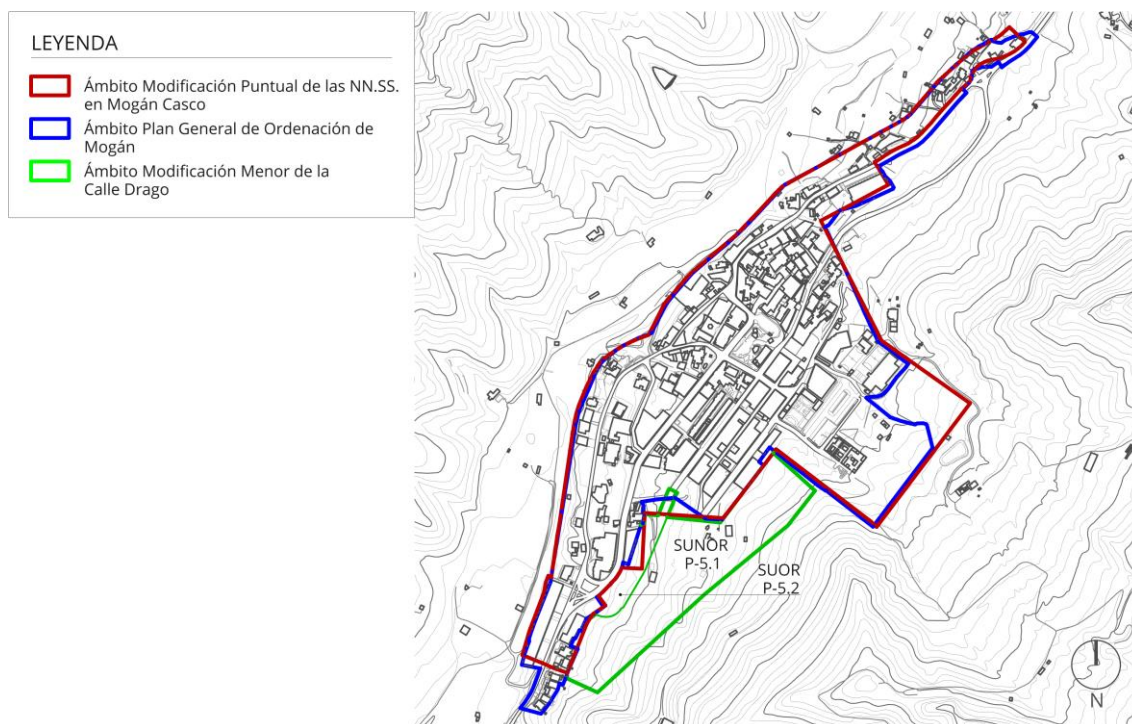 LEYENDA
Ámbito Modificación Puntual de las NN.SS.
en Mogán Casco
Ámbito Plan General de Ordenación de
Mogán
Ámbito Modificación Menor de la
Calle Drago
SUNOR
P-5.1
SUOR
P-5.2
N